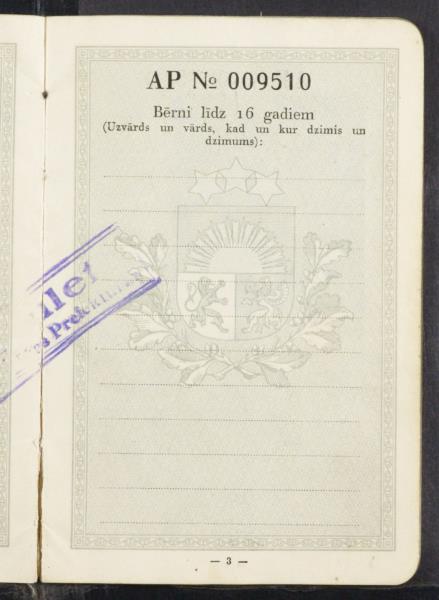 AP № 009510
Bērni līdz 16 gadiem
(Uzvārds un vārds, kad un kur dzimis un
dzimums):
— 3 —